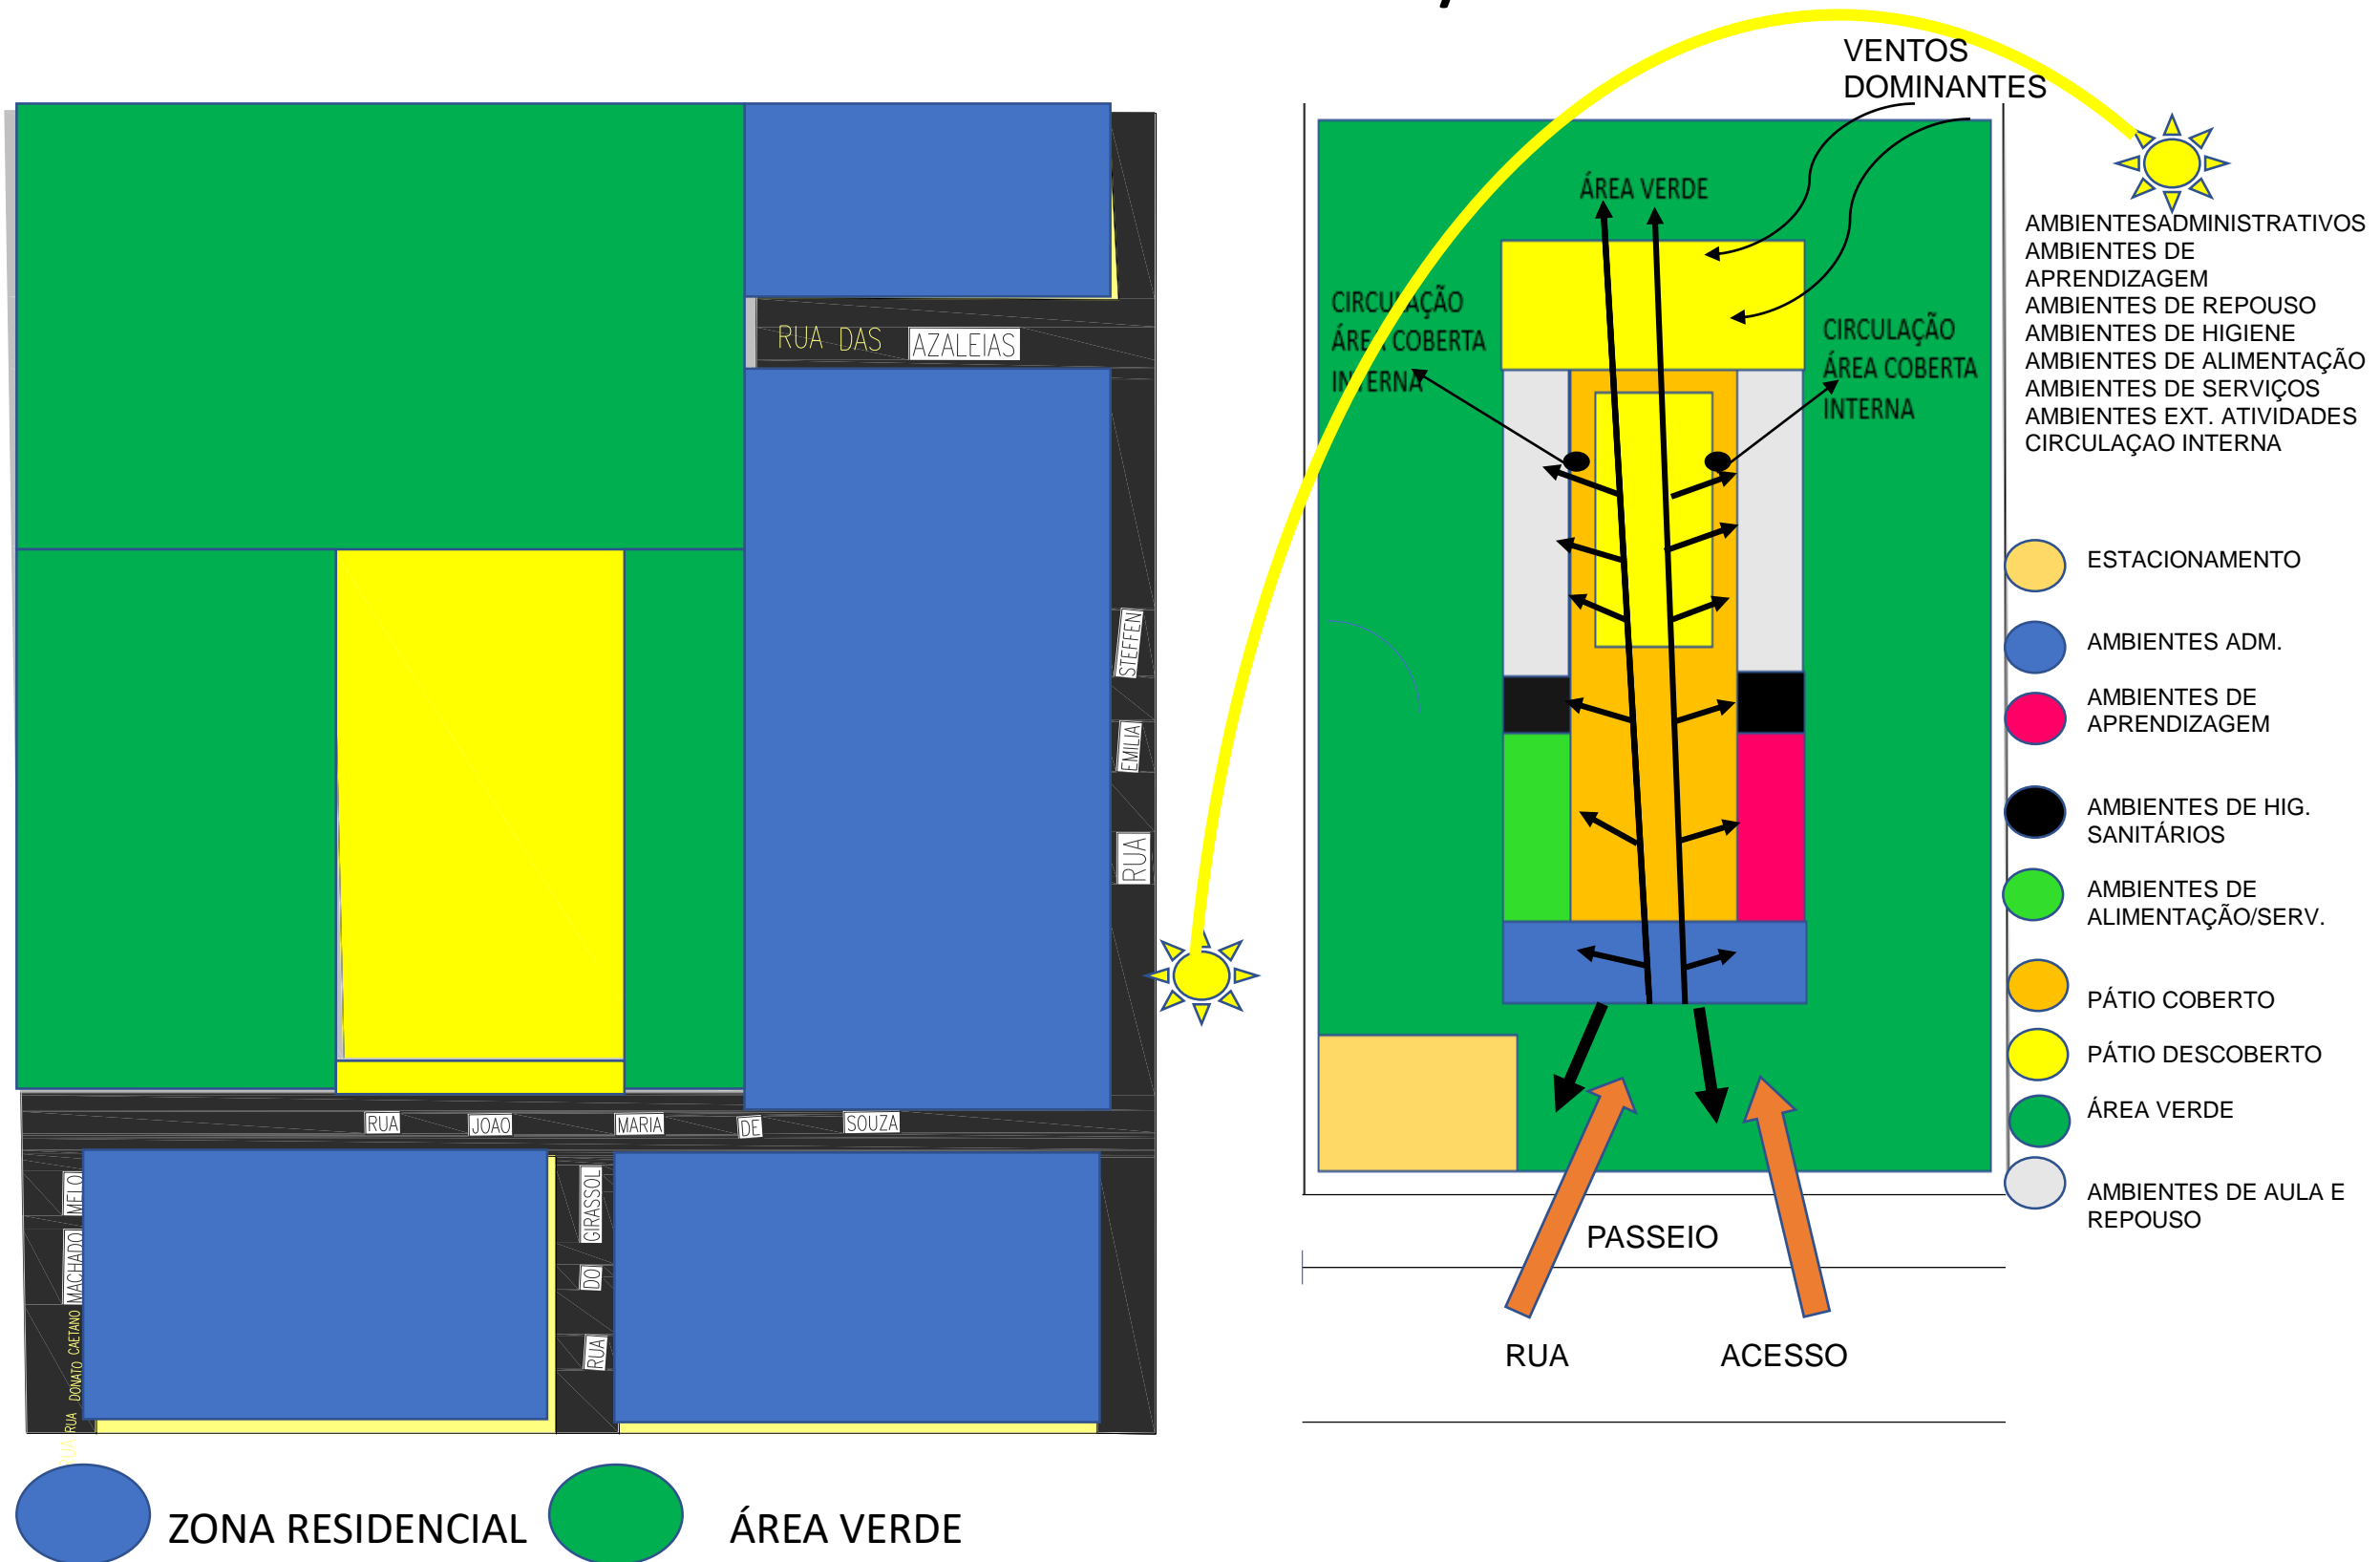 RUA DAS AZALEIAS
STEFFEN
EMILIA
RUA
RUA JOAO MARIA DE SOUZA
MELO
MACHADO
CAETANO
DONATO
RUA
GIRASSOL
DO
RUA
ZONA RESIDENCIAL
ÁREA VERDE
VENTOS
DOMINANTES
ÁREA VERDE
CIRCULAÇÃO
ÁREA COBERTA
INTERNA
CIRCULAÇÃO
ÁREA COBERTA
INTERNA
PASSEIO
RUA
ACESSO
AMBIENTESADMINISTRATIVOS
AMBIENTES DE
APRENDIZAGEM
AMBIENTES DE REPOUSO
AMBIENTES DE HIGIENE
AMBIENTES DE ALIMENTAÇÃO
AMBIENTES DE SERVIÇOS
AMBIENTES EXT. ATIVIDADES
CIRCULAÇAO INTERNA
ESTACIONAMENTO
AMBIENTES ADM.
AMBIENTES DE
APRENDIZAGEM
AMBIENTES DE HIG.
SANITÁRIOS
AMBIENTES DE
ALIMENTAÇÃO/SERV.
PÁTIO COBERTO
PÁTIO DESCOBERTO
ÁREA VERDE
AMBIENTES DE AULA E
REPOUSO